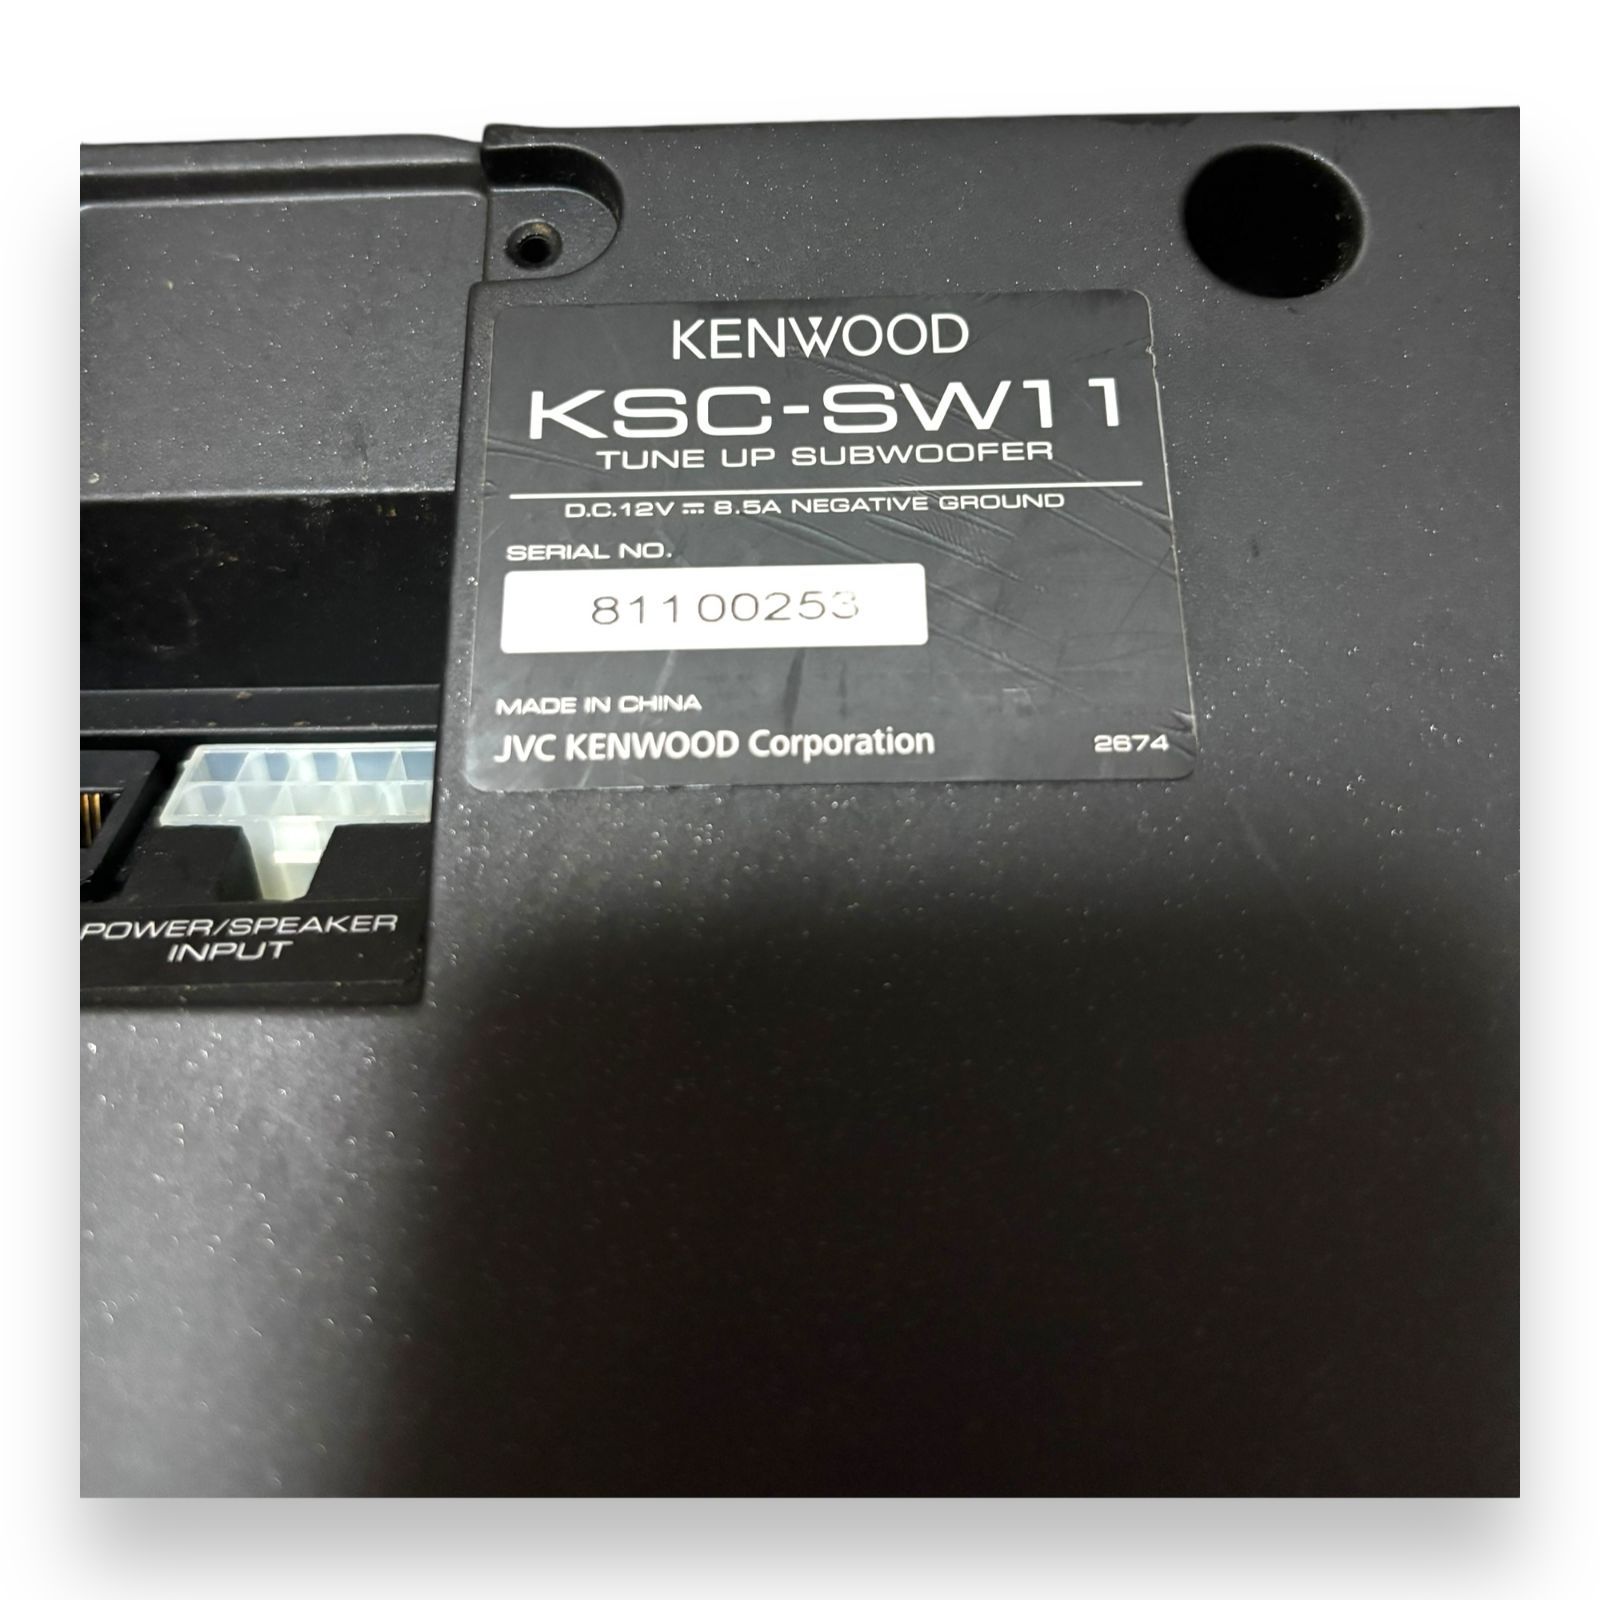 KENWOOD
KSC-SW11
TUNE UP SUBWOOFER
D.C.12V ⎓ 8.5A NEGATIVE GROUND
SERIAL NO.
81100253
MADE IN CHINA
JVC KENWOOD Corporation
2674
POWER/SPEAKER
INPUT